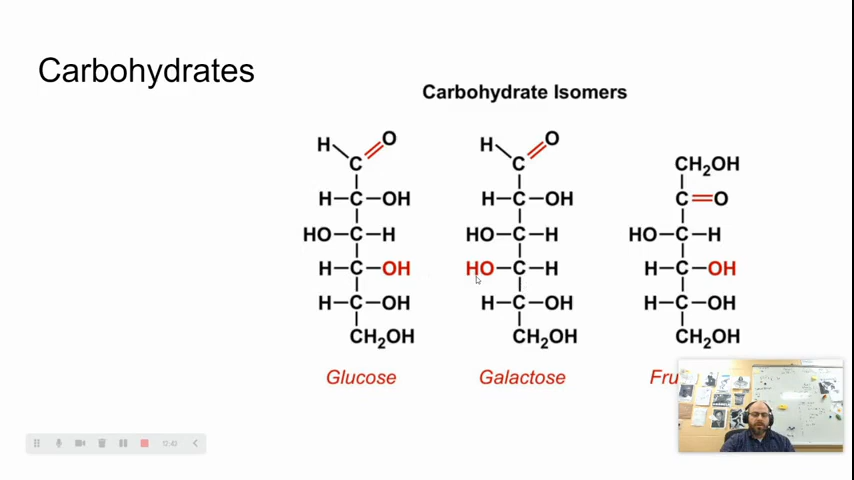 Carbohydrates
Carbohydrate Isomers
H O
C
H–C–OH
HO–C–H
H–C–OH
H–C–OH
CH₂OH
Glucose
H O
C
H–C–OH
HO–C–H
HO–C–H
H–C–OH
CH₂OH
Galactose
CH₂OH
C=O
HO–C–H
H–C–OH
H–C–OH
CH₂OH
Fru